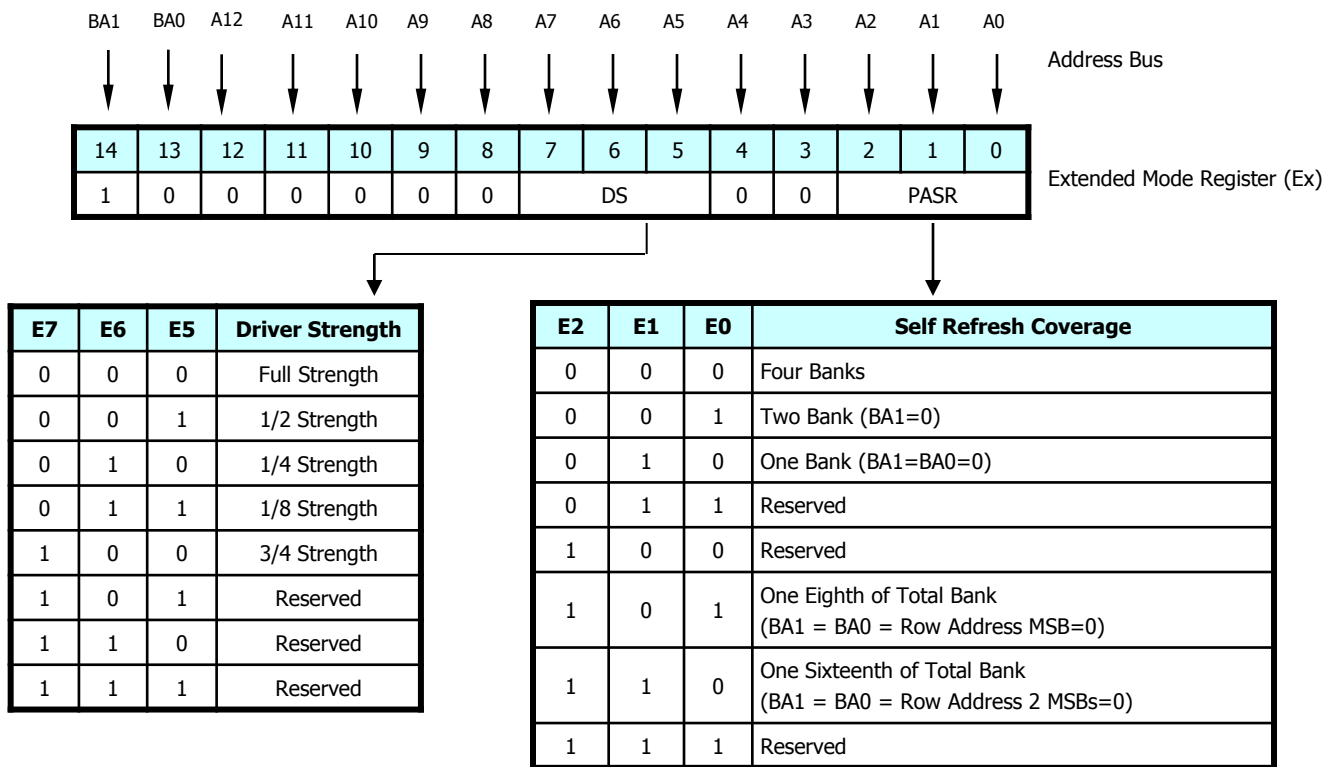 BA1 BA0 A12 A11 A10 A9 A8 A7 A6 A5 A4 A3 A2 A1 A0
Address Bus
14 13 12 11 10 9 8 7 6 5 4 3 2 1 0
1 0 0 0 0 0 0 DS 0 0 PASR
Extended Mode Register (Ex)
E7 E6 E5 Driver Strength
0 0 0 Full Strength
0 0 1 1/2 Strength
0 1 0 1/4 Strength
0 1 1 1/8 Strength
1 0 0 3/4 Strength
1 0 1 Reserved
1 1 0 Reserved
1 1 1 Reserved
E2 E1 E0 Self Refresh Coverage
0 0 0 Four Banks
0 0 1 Two Bank (BA1=0)
0 1 0 One Bank (BA1=BA0=0)
0 1 1 Reserved
1 0 0 Reserved
1 0 1 One Eighth of Total Bank
(BA1 = BA0 = Row Address MSB=0)
1 1 0 One Sixteenth of Total Bank
(BA1 = BA0 = Row Address 2 MSBs=0)
1 1 1 Reserved